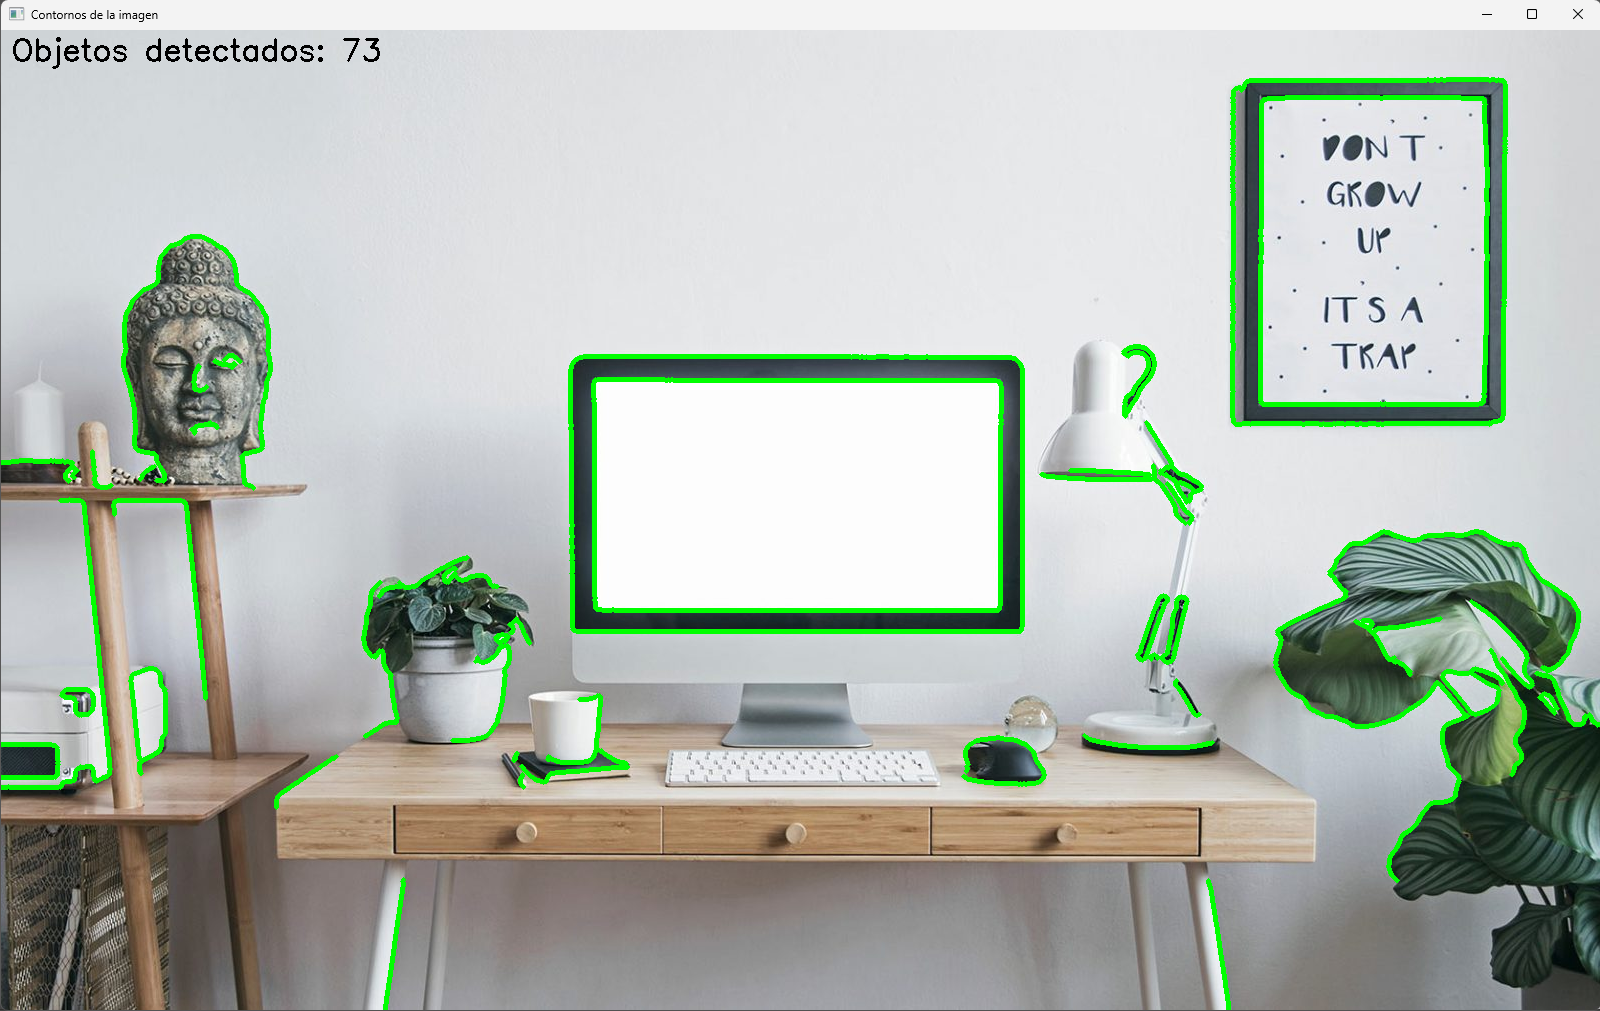 Contornos de la imagen
Objetos detectados: 73
DON'T
GROW
UP
IT'S A
TRAP